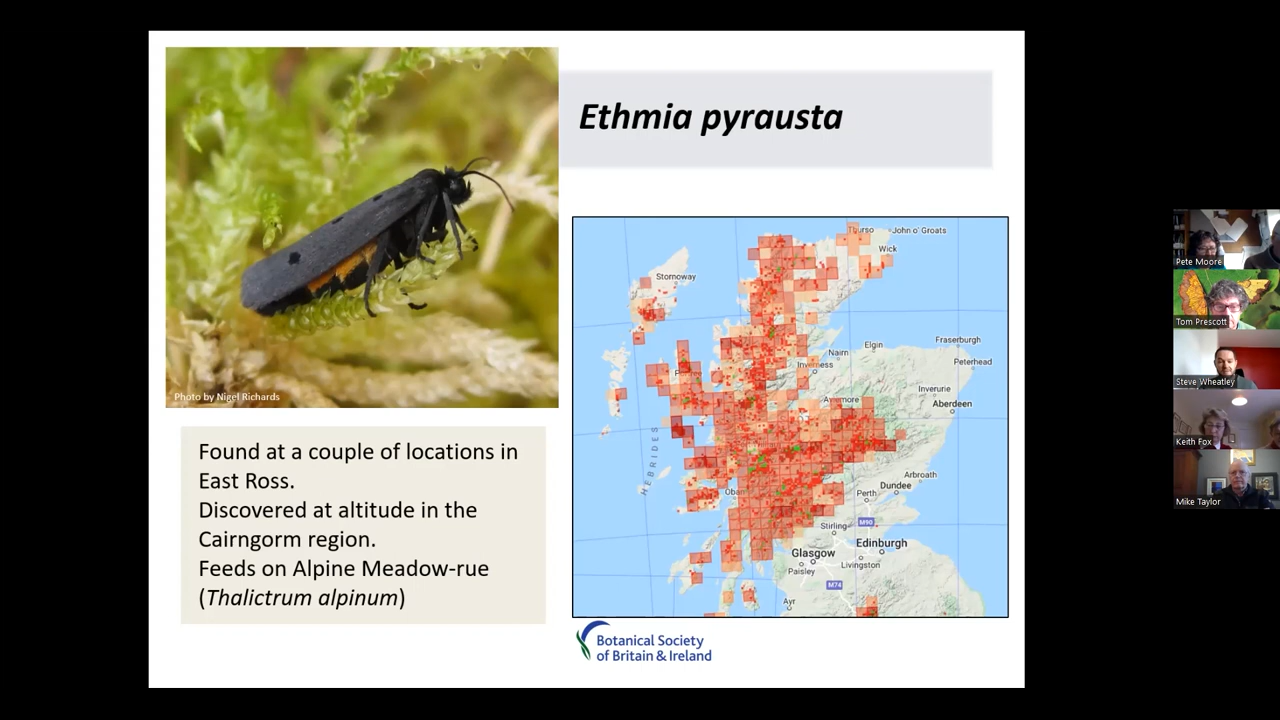 Ethmia pyrausta
Photo by Nigel Richards
Found at a couple of locations in
East Ross.
Discovered at altitude in the
Cairngorm region.
Feeds on Alpine Meadow-rue
(Thalictrum alpinum)
Thurso
John o' Groats
Wick
Stornoway
Elgin
Fraserburgh
Nairn
Peterhead
Inverness
Inverurie
Aviemore
Aberdeen
HEBRIDES
Arbroath
Dundee
Perth
Oban
M90
Stirling
Edinburgh
Glasgow
Livingston
Paisley
M74
Ayr
Botanical Society
of Britain & Ireland
Pete Moore
Tom Prescott
Steve Wheatley
Keith Fox
Mike Taylor